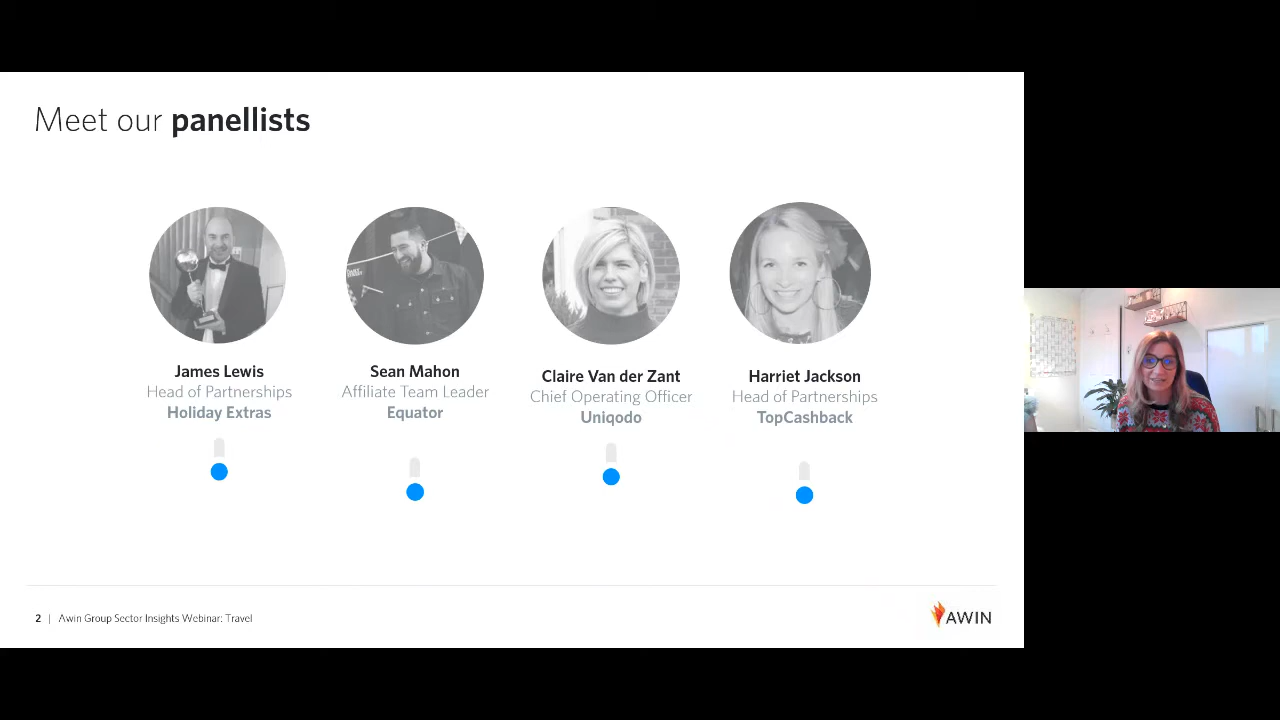 Meet our panellists
James Lewis
Head of Partnerships
Holiday Extras
Sean Mahon
Affiliate Team Leader
Equator
Claire Van der Zant
Chief Operating Officer
Uniqodo
Harriet Jackson
Head of Partnerships
TopCashback
2 | Awin Group Sector Insights Webinar: Travel
AWIN